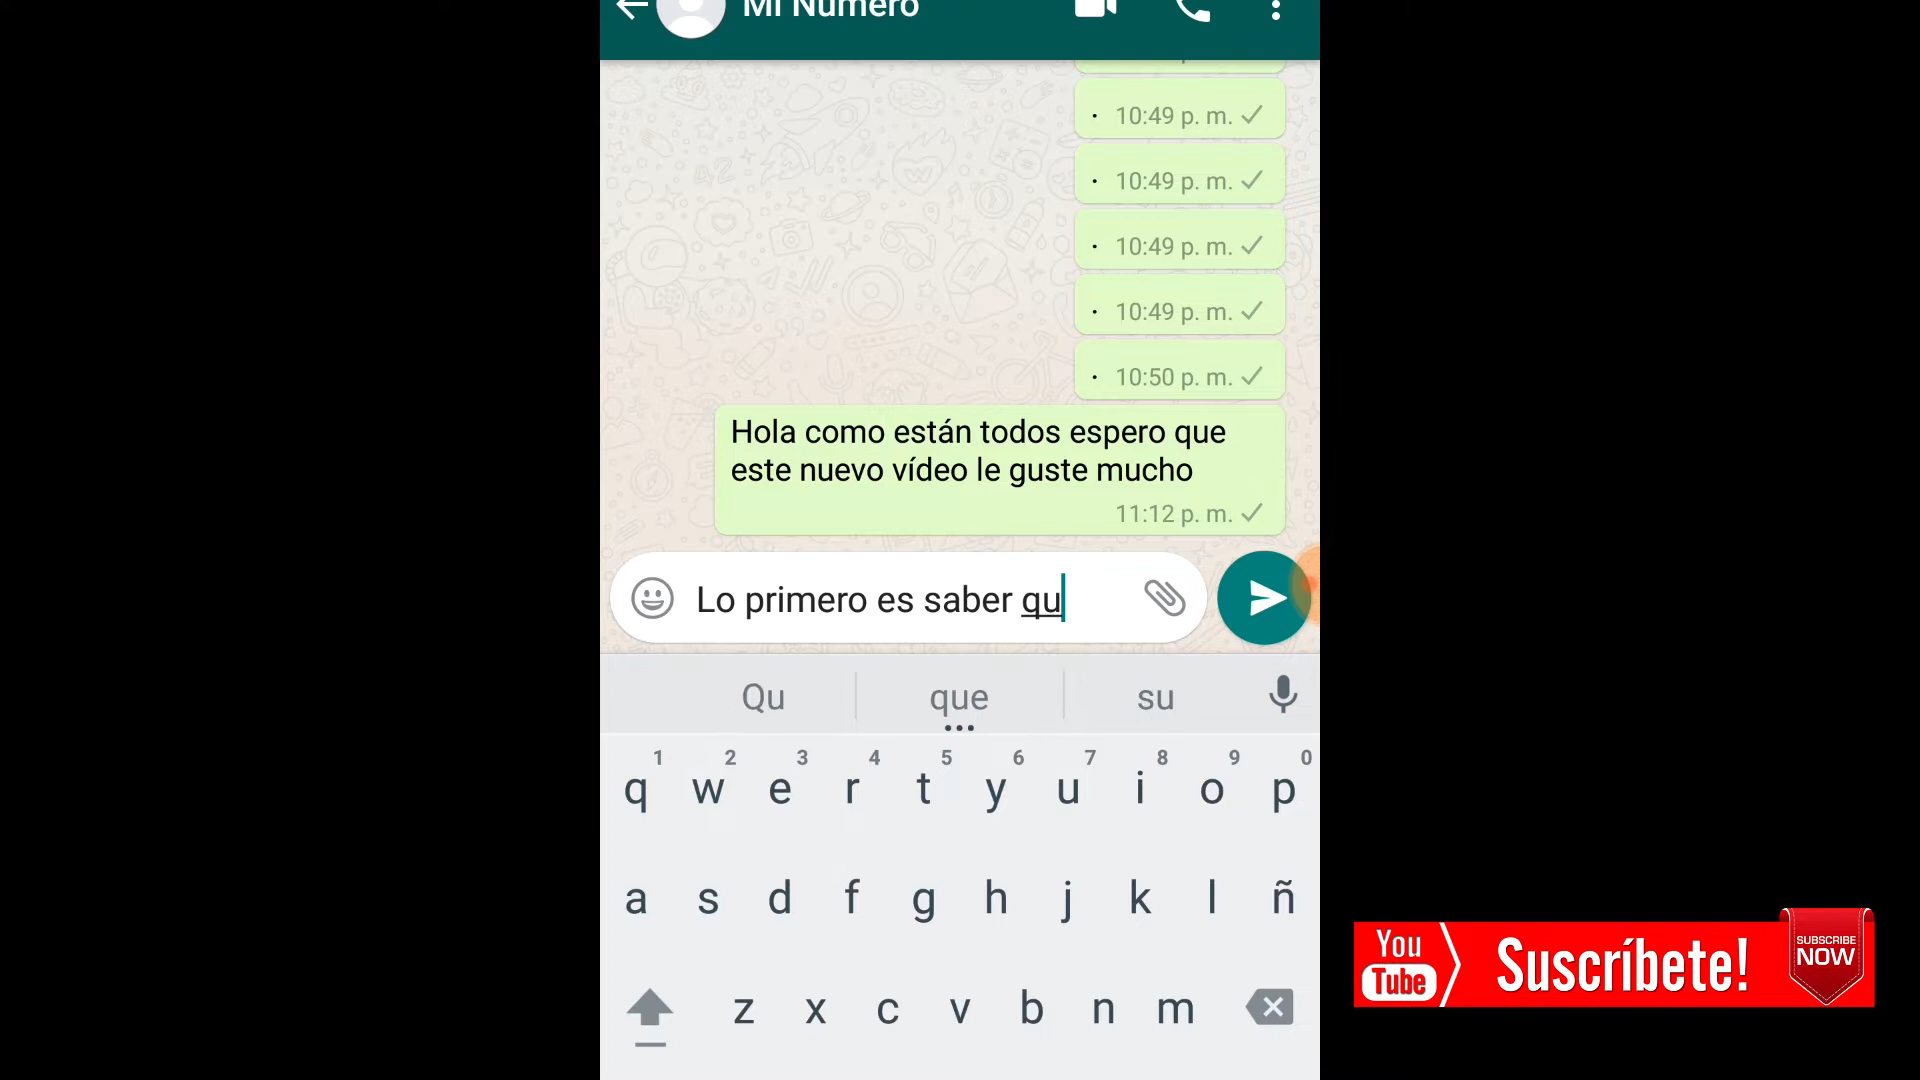 Mi Numero
· 10:49 p. m.
· 10:49 p. m.
· 10:49 p. m.
· 10:49 p. m.
· 10:50 p. m.
Hola como están todos espero que
este nuevo vídeo le guste mucho
11:12 p. m.
Lo primero es saber qu
Qu que su
1 2 3 4 5 6 7 8 9 0
q w e r t y u i o p
a s d f g h j k l ñ
z x c v b n m
You
Tube
Suscríbete!
SUBSCRIBE
NOW